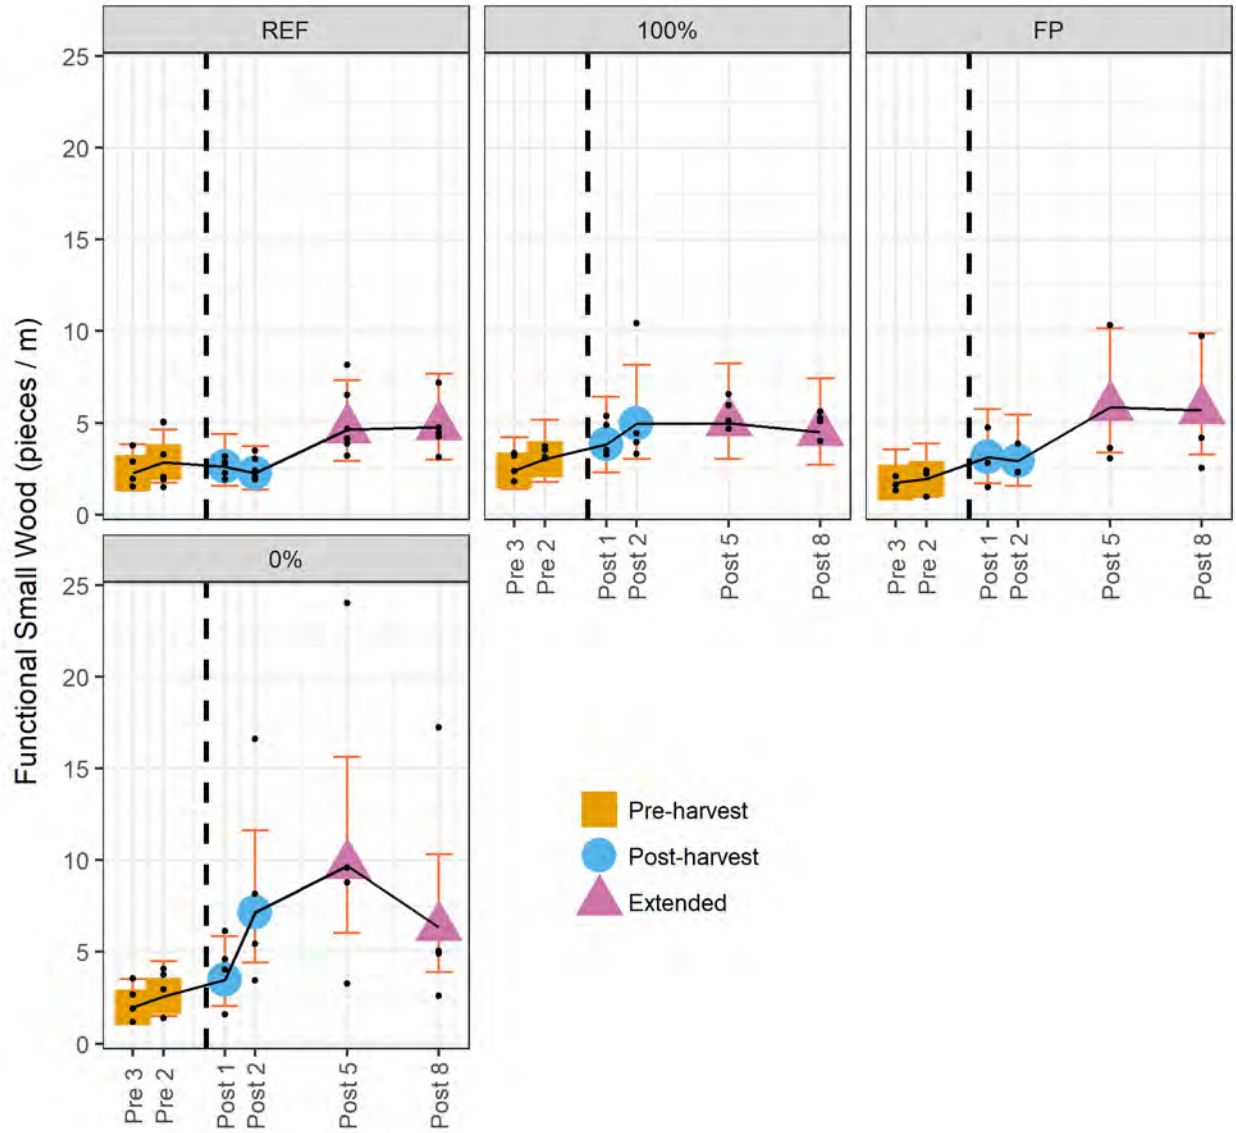 REF
100%
FP
25
20
15
10
5
0
Functional Small Wood (pieces / m)
Pre 3
Pre 2
Post 1
Post 2
Post 5
Post 8
Pre 3
Pre 2
Post 1
Post 2
Post 5
Post 8
0%
25
20
15
10
5
0
Pre-harvest
Post-harvest
Extended
Pre 3
Pre 2
Post 1
Post 2
Post 5
Post 8